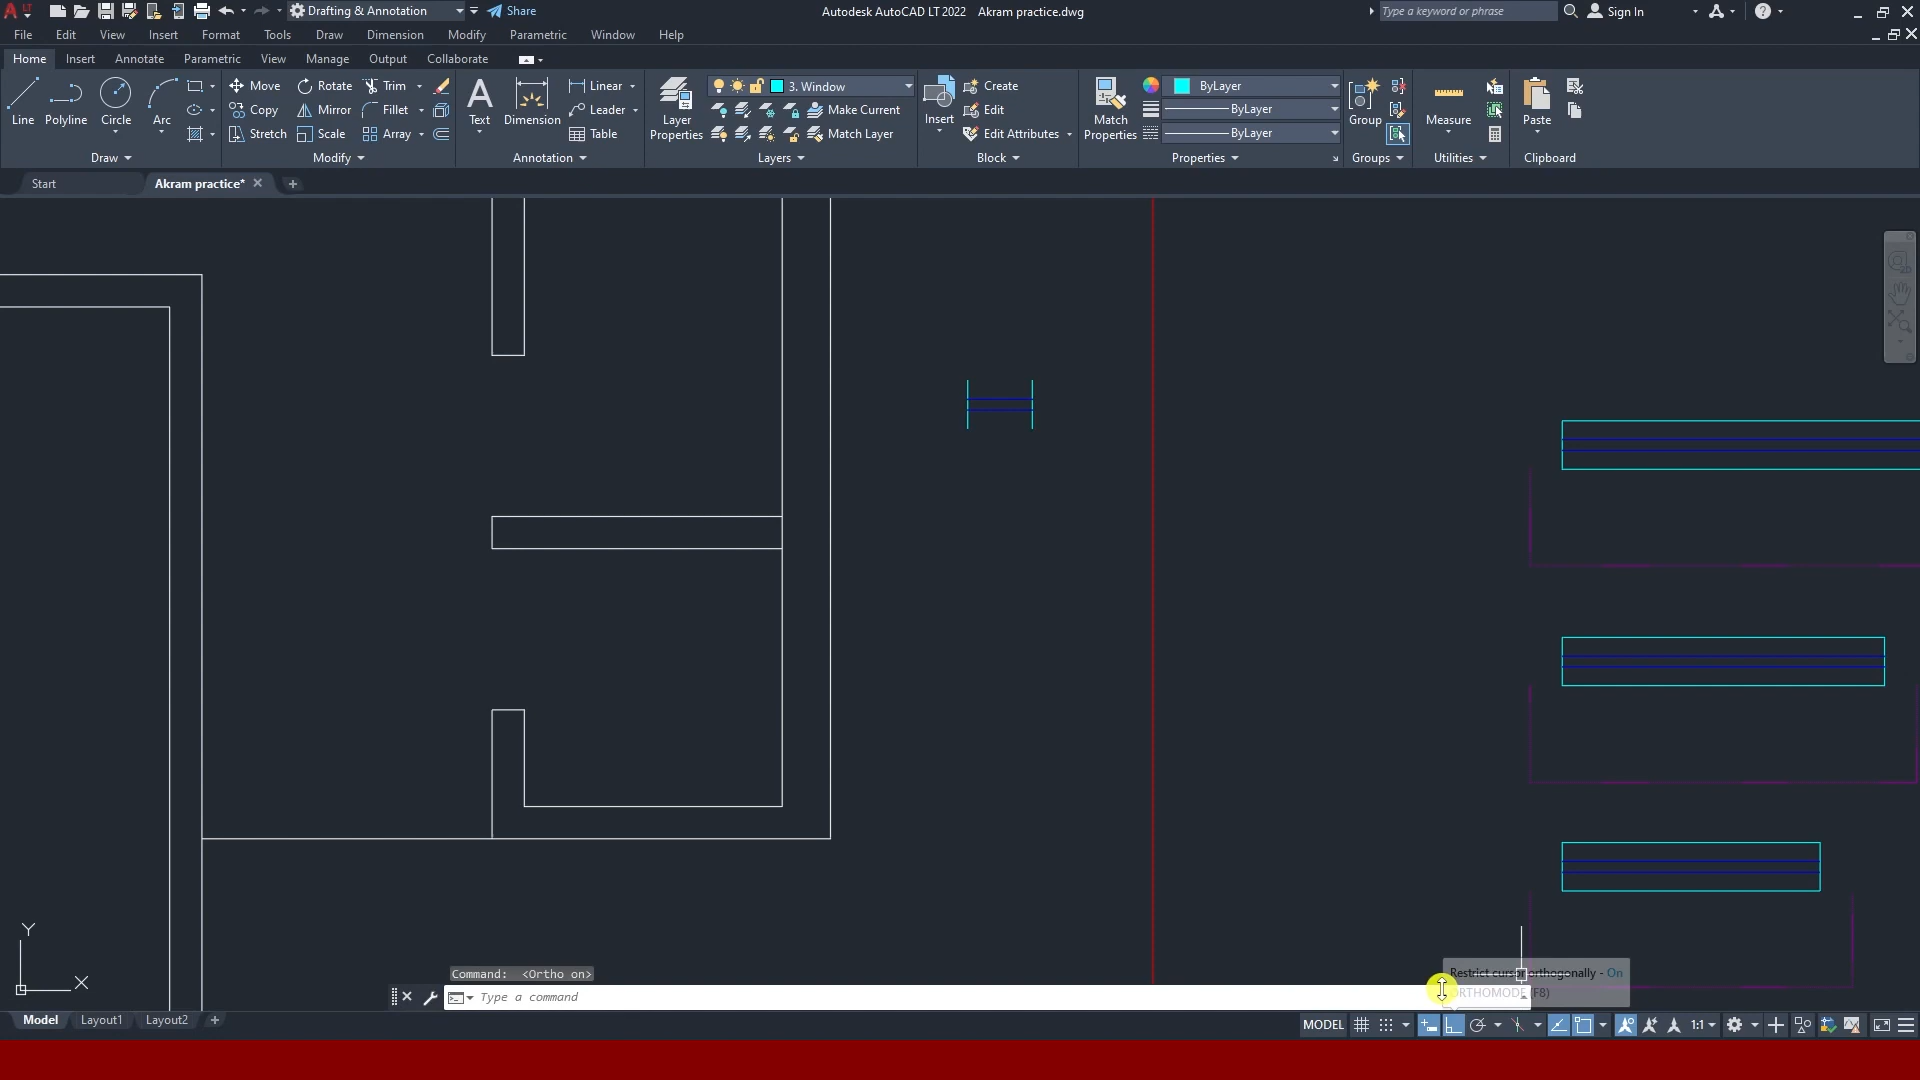 LT
Drafting & Annotation
Share
Autodesk AutoCAD LT 2022 Akram practice.dwg
Type a keyword or phrase
Sign In
File Edit View Insert Format Tools Draw Dimension Modify Parametric Window Help
Home Insert Annotate Parametric View Manage Output Collaborate
Line Polyline Circle Arc
Move Rotate Trim
Copy Mirror Fillet
Stretch Scale Array
Text Dimension
Linear
Leader
Table
Layer Properties
3. Window
Make Current
Match Layer
Insert
Create
Edit
Edit Attributes
Match Properties
ByLayer
ByLayer
ByLayer
Group
Measure
Paste
Draw Modify Annotation Layers Block Properties Groups Utilities Clipboard
Start Akram practice*
Y
X
Command: <Ortho on>
Type a command
Restrict cursor orthogonally - On
ORTHOMODE (F8)
Model Layout1 Layout2
MODEL 1:1